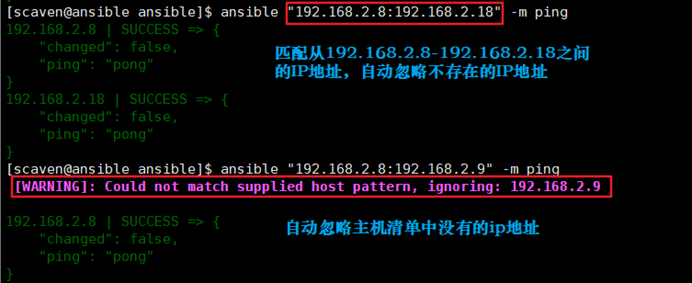 [scaven@ansible ansible]$ ansible "192.168.2.8:192.168.2.18" -m ping
192.168.2.8 | SUCCESS => {
    "changed": false,
    "ping": "pong"
}
匹配从192.168.2.8-192.168.2.18之间
的IP地址，自动忽略不存在的IP地址
192.168.2.18 | SUCCESS => {
    "changed": false,
    "ping": "pong"
}
[scaven@ansible ansible]$ ansible "192.168.2.8:192.168.2.9" -m ping
[WARNING]: Could not match supplied host pattern, ignoring: 192.168.2.9
192.168.2.8 | SUCCESS => {
    "changed": false,
    "ping": "pong"
}
自动忽略主机清单中没有的ip地址